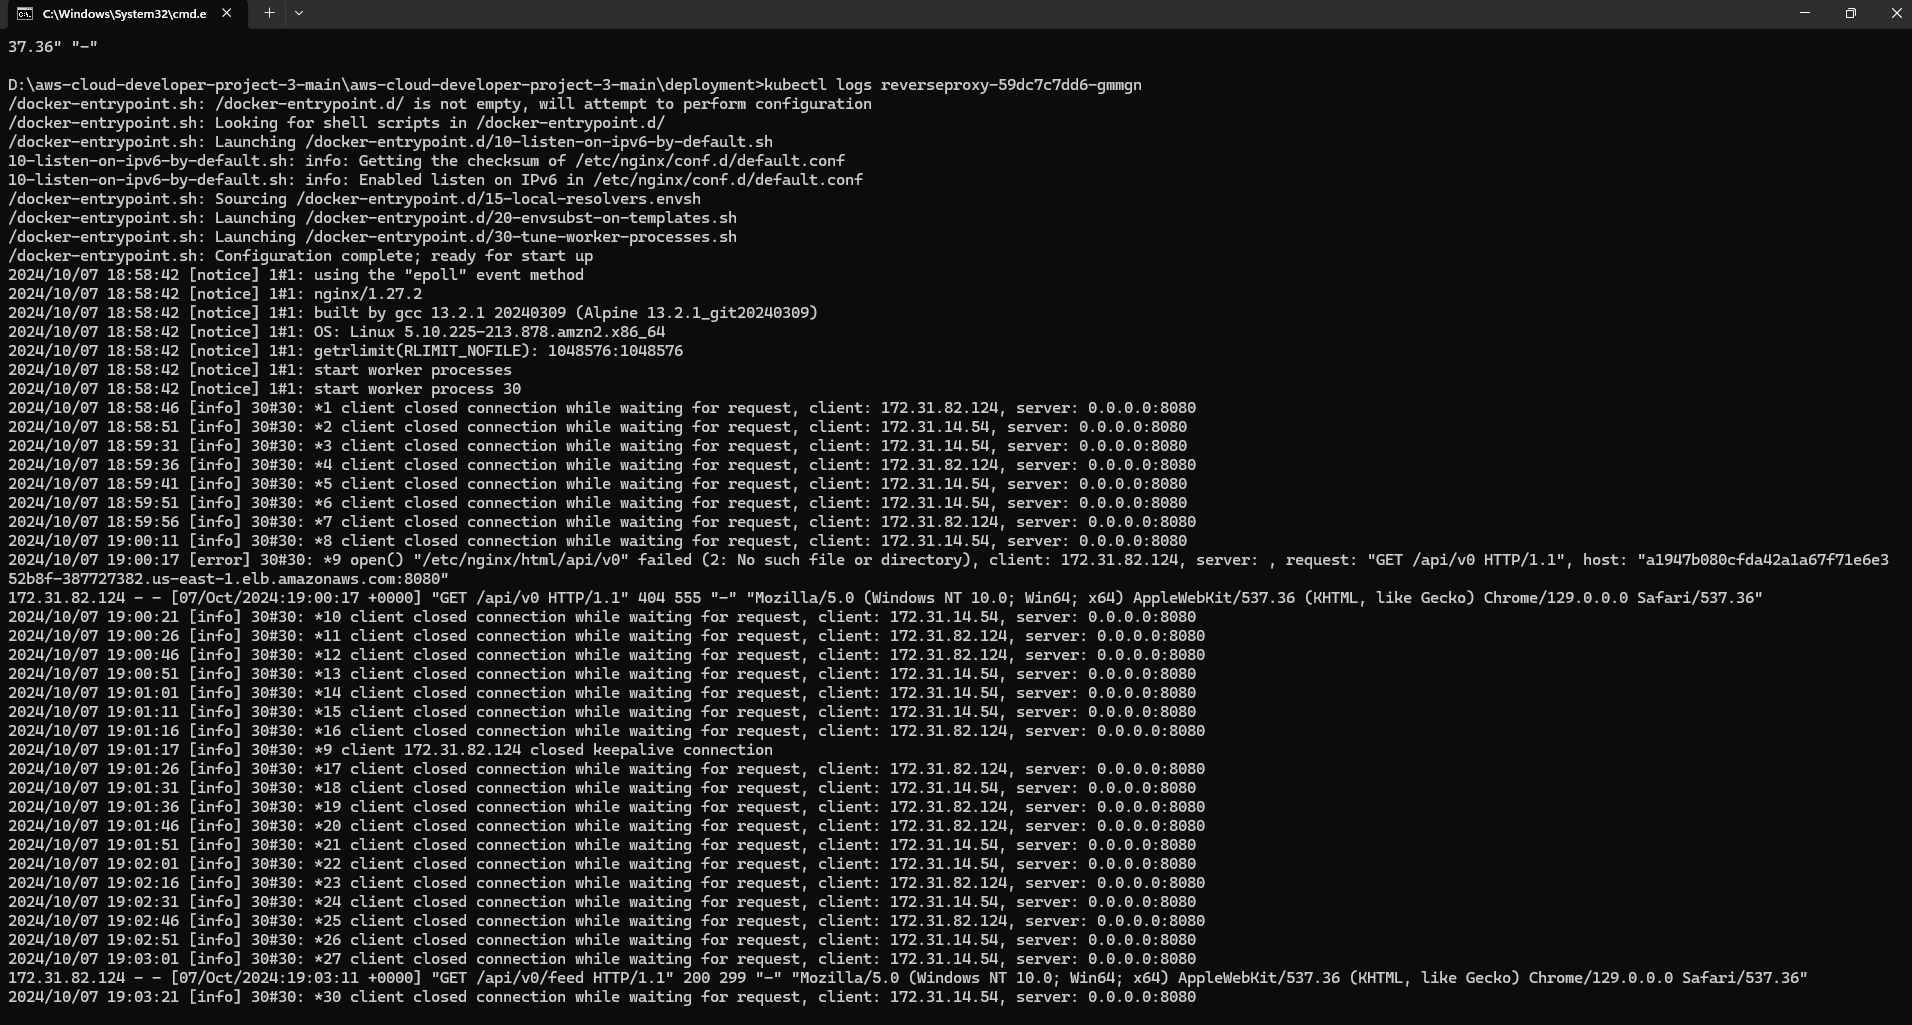 C:\Windows\System32\cmd.e
37.36" "-"
D:\aws-cloud-developer-project-3-main\aws-cloud-developer-project-3-main\deployment>kubectl logs reverseproxy-59dc7c7dd6-gmmgn
/docker-entrypoint.sh: /docker-entrypoint.d/ is not empty, will attempt to perform configuration
/docker-entrypoint.sh: Looking for shell scripts in /docker-entrypoint.d/
/docker-entrypoint.sh: Launching /docker-entrypoint.d/10-listen-on-ipv6-by-default.sh
10-listen-on-ipv6-by-default.sh: info: Getting the checksum of /etc/nginx/conf.d/default.conf
10-listen-on-ipv6-by-default.sh: info: Enabled listen on IPv6 in /etc/nginx/conf.d/default.conf
/docker-entrypoint.sh: Sourcing /docker-entrypoint.d/15-local-resolvers.envsh
/docker-entrypoint.sh: Launching /docker-entrypoint.d/20-envsubst-on-templates.sh
/docker-entrypoint.sh: Launching /docker-entrypoint.d/30-tune-worker-processes.sh
/docker-entrypoint.sh: Configuration complete; ready for start up
2024/10/07 18:58:42 [notice] 1#1: using the "epoll" event method
2024/10/07 18:58:42 [notice] 1#1: nginx/1.27.2
2024/10/07 18:58:42 [notice] 1#1: built by gcc 13.2.1 20240309 (Alpine 13.2.1_git20240309)
2024/10/07 18:58:42 [notice] 1#1: OS: Linux 5.10.225-213.878.amzn2.x86_64
2024/10/07 18:58:42 [notice] 1#1: getrlimit(RLIMIT_NOFILE): 1048576:1048576
2024/10/07 18:58:42 [notice] 1#1: start worker processes
2024/10/07 18:58:42 [notice] 1#1: start worker process 30
2024/10/07 18:58:46 [info] 30#30: *1 client closed connection while waiting for request, client: 172.31.82.124, server: 0.0.0.0:8080
2024/10/07 18:58:51 [info] 30#30: *2 client closed connection while waiting for request, client: 172.31.14.54, server: 0.0.0.0:8080
2024/10/07 18:59:31 [info] 30#30: *3 client closed connection while waiting for request, client: 172.31.14.54, server: 0.0.0.0:8080
2024/10/07 18:59:36 [info] 30#30: *4 client closed connection while waiting for request, client: 172.31.82.124, server: 0.0.0.0:8080
2024/10/07 18:59:41 [info] 30#30: *5 client closed connection while waiting for request, client: 172.31.14.54, server: 0.0.0.0:8080
2024/10/07 18:59:51 [info] 30#30: *6 client closed connection while waiting for request, client: 172.31.14.54, server: 0.0.0.0:8080
2024/10/07 18:59:56 [info] 30#30: *7 client closed connection while waiting for request, client: 172.31.82.124, server: 0.0.0.0:8080
2024/10/07 19:00:11 [info] 30#30: *8 client closed connection while waiting for request, client: 172.31.14.54, server: 0.0.0.0:8080
2024/10/07 19:00:17 [error] 30#30: *9 open() "/etc/nginx/html/api/v0" failed (2: No such file or directory), client: 172.31.82.124, server: , request: "GET /api/v0 HTTP/1.1", host: "a1947b080cfda42a1a67f71e6e3
52b8f-387727382.us-east-1.elb.amazonaws.com:8080"
172.31.82.124 - - [07/Oct/2024:19:00:17 +0000] "GET /api/v0 HTTP/1.1" 404 555 "-" "Mozilla/5.0 (Windows NT 10.0; Win64; x64) AppleWebKit/537.36 (KHTML, like Gecko) Chrome/129.0.0.0 Safari/537.36"
2024/10/07 19:00:21 [info] 30#30: *10 client closed connection while waiting for request, client: 172.31.14.54, server: 0.0.0.0:8080
2024/10/07 19:00:26 [info] 30#30: *11 client closed connection while waiting for request, client: 172.31.82.124, server: 0.0.0.0:8080
2024/10/07 19:00:46 [info] 30#30: *12 client closed connection while waiting for request, client: 172.31.82.124, server: 0.0.0.0:8080
2024/10/07 19:00:51 [info] 30#30: *13 client closed connection while waiting for request, client: 172.31.14.54, server: 0.0.0.0:8080
2024/10/07 19:01:01 [info] 30#30: *14 client closed connection while waiting for request, client: 172.31.14.54, server: 0.0.0.0:8080
2024/10/07 19:01:11 [info] 30#30: *15 client closed connection while waiting for request, client: 172.31.14.54, server: 0.0.0.0:8080
2024/10/07 19:01:16 [info] 30#30: *16 client closed connection while waiting for request, client: 172.31.82.124, server: 0.0.0.0:8080
2024/10/07 19:01:17 [info] 30#30: *9 client 172.31.82.124 closed keepalive connection
2024/10/07 19:01:26 [info] 30#30: *17 client closed connection while waiting for request, client: 172.31.82.124, server: 0.0.0.0:8080
2024/10/07 19:01:31 [info] 30#30: *18 client closed connection while waiting for request, client: 172.31.14.54, server: 0.0.0.0:8080
2024/10/07 19:01:36 [info] 30#30: *19 client closed connection while waiting for request, client: 172.31.82.124, server: 0.0.0.0:8080
2024/10/07 19:01:46 [info] 30#30: *20 client closed connection while waiting for request, client: 172.31.82.124, server: 0.0.0.0:8080
2024/10/07 19:01:51 [info] 30#30: *21 client closed connection while waiting for request, client: 172.31.14.54, server: 0.0.0.0:8080
2024/10/07 19:02:01 [info] 30#30: *22 client closed connection while waiting for request, client: 172.31.14.54, server: 0.0.0.0:8080
2024/10/07 19:02:16 [info] 30#30: *23 client closed connection while waiting for request, client: 172.31.82.124, server: 0.0.0.0:8080
2024/10/07 19:02:31 [info] 30#30: *24 client closed connection while waiting for request, client: 172.31.14.54, server: 0.0.0.0:8080
2024/10/07 19:02:46 [info] 30#30: *25 client closed connection while waiting for request, client: 172.31.82.124, server: 0.0.0.0:8080
2024/10/07 19:02:51 [info] 30#30: *26 client closed connection while waiting for request, client: 172.31.14.54, server: 0.0.0.0:8080
2024/10/07 19:03:01 [info] 30#30: *27 client closed connection while waiting for request, client: 172.31.14.54, server: 0.0.0.0:8080
172.31.82.124 - - [07/Oct/2024:19:03:11 +0000] "GET /api/v0/feed HTTP/1.1" 200 299 "-" "Mozilla/5.0 (Windows NT 10.0; Win64; x64) AppleWebKit/537.36 (KHTML, like Gecko) Chrome/129.0.0.0 Safari/537.36"
2024/10/07 19:03:21 [info] 30#30: *30 client closed connection while waiting for request, client: 172.31.14.54, server: 0.0.0.0:8080